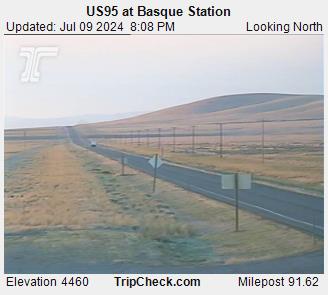 US95 at Basque Station
Updated: Jul 09 2024 8:08 PM Looking North
Elevation 4460 TripCheck.com Milepost 91.62